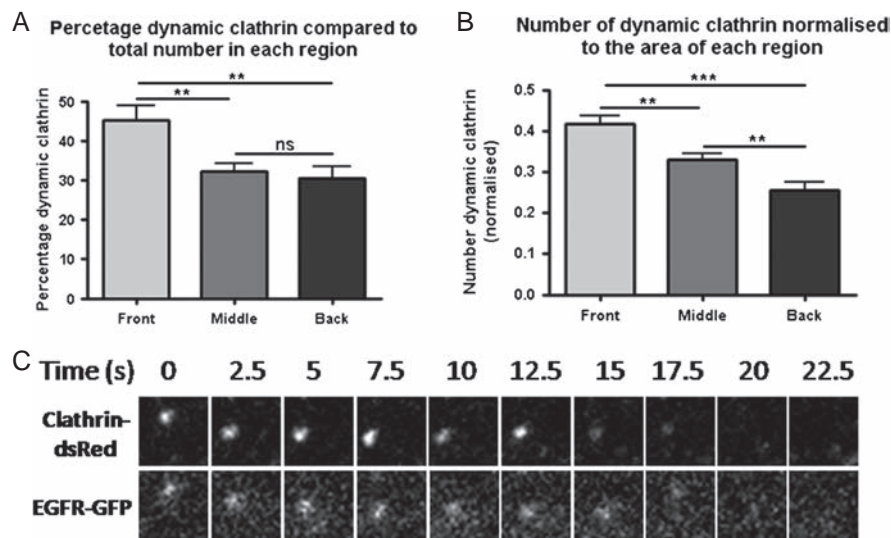 A
Percetage dynamic clathrin compared to
total number in each region
**
**
ns
50
40
30
20
10
0
Percentage dynamic clathrin
Front Middle Back
B
Number of dynamic clathrin normalised
to the area of each region
***
**
**
0.5
0.4
0.3
0.2
0.1
0.0
Number dynamic clathrin
(normalised)
Front Middle Back
C
Time (s) 0 2.5 5 7.5 10 12.5 15 17.5 20 22.5
Clathrin-
dsRed
EGFR-GFP